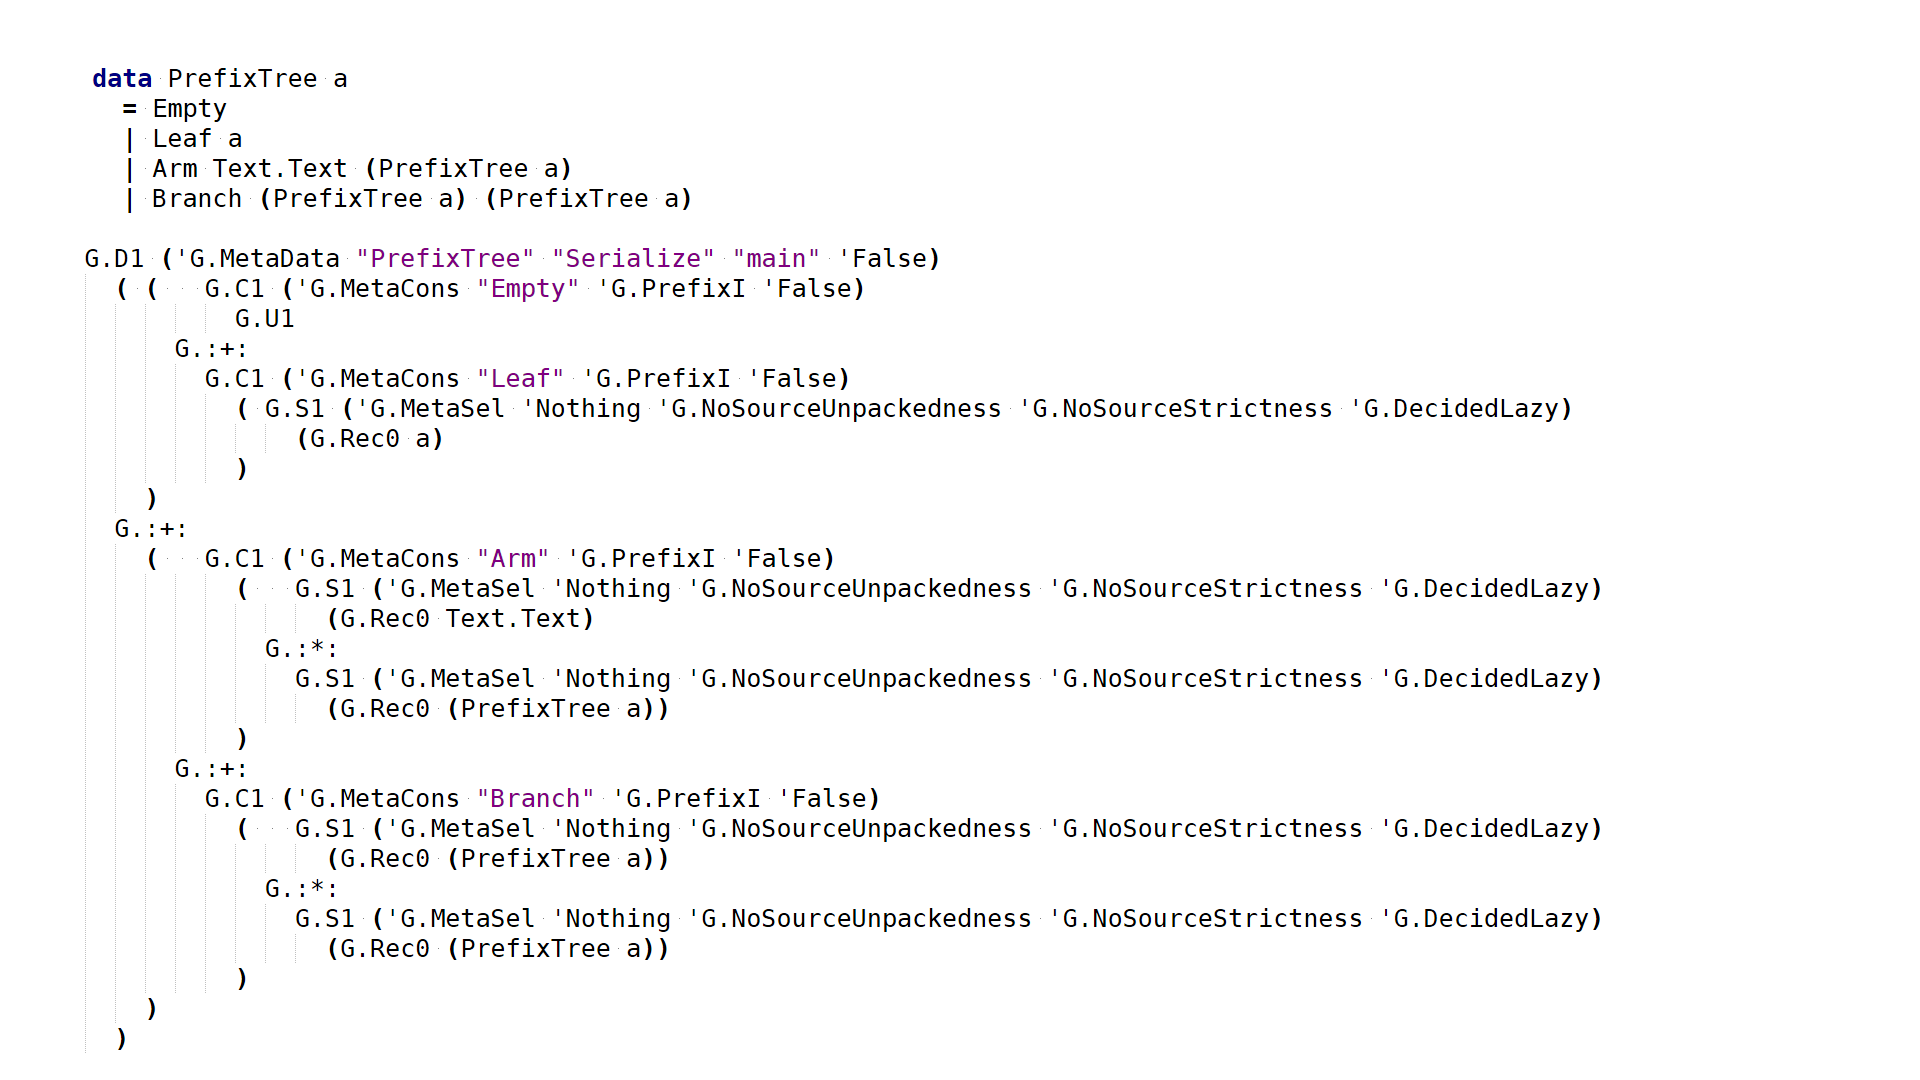 data PrefixTree a
  = Empty
  | Leaf a
  | Arm Text.Text (PrefixTree a)
  | Branch (PrefixTree a) (PrefixTree a)

G.D1 ('G.MetaData "PrefixTree" "Serialize" "main" 'False)
  ( (   G.C1 ('G.MetaCons "Empty" 'G.PrefixI 'False)
          G.U1
      G.:+:
        G.C1 ('G.MetaCons "Leaf" 'G.PrefixI 'False)
          ( G.S1 ('G.MetaSel 'Nothing 'G.NoSourceUnpackedness 'G.NoSourceStrictness 'G.DecidedLazy)
              (G.Rec0 a)
          )
    )
  G.:+:
    (   G.C1 ('G.MetaCons "Arm" 'G.PrefixI 'False)
          (   G.S1 ('G.MetaSel 'Nothing 'G.NoSourceUnpackedness 'G.NoSourceStrictness 'G.DecidedLazy)
                (G.Rec0 Text.Text)
            G.:*:
              G.S1 ('G.MetaSel 'Nothing 'G.NoSourceUnpackedness 'G.NoSourceStrictness 'G.DecidedLazy)
                (G.Rec0 (PrefixTree a))
          )
      G.:+:
        G.C1 ('G.MetaCons "Branch" 'G.PrefixI 'False)
          (   G.S1 ('G.MetaSel 'Nothing 'G.NoSourceUnpackedness 'G.NoSourceStrictness 'G.DecidedLazy)
                (G.Rec0 (PrefixTree a))
            G.:*:
              G.S1 ('G.MetaSel 'Nothing 'G.NoSourceUnpackedness 'G.NoSourceStrictness 'G.DecidedLazy)
                (G.Rec0 (PrefixTree a))
          )
    )
  )